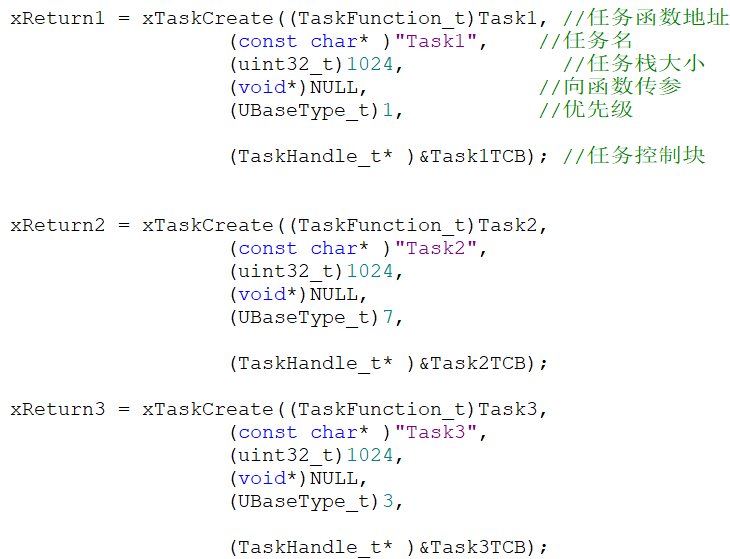 xReturn1 = xTaskCreate((TaskFunction_t)Task1, //任务函数地址
(const char* )"Task1", //任务名
(uint32_t)1024, //任务栈大小
(void*)NULL, //向函数传参
(UBaseType_t)1, //优先级
(TaskHandle_t* )&Task1TCB); //任务控制块
xReturn2 = xTaskCreate((TaskFunction_t)Task2,
(const char* )"Task2",
(uint32_t)1024,
(void*)NULL,
(UBaseType_t)7,
(TaskHandle_t* )&Task2TCB);
xReturn3 = xTaskCreate((TaskFunction_t)Task3,
(const char* )"Task3",
(uint32_t)1024,
(void*)NULL,
(UBaseType_t)3,
(TaskHandle_t* )&Task3TCB);